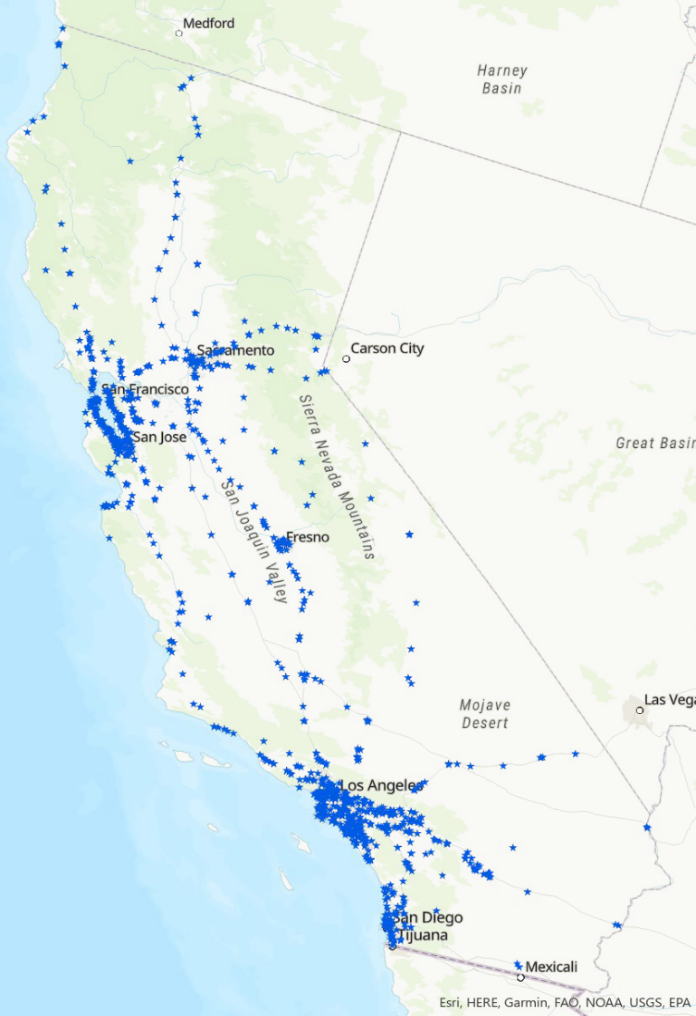 Medford
Harney
Basin
Sacramento
Carson City
San Francisco
San Jose
Great Basin
Sierra Nevada Mountains
San Joaquin Valley
Fresno
Mojave
Desert
Las Vega
Los Angeles
San Diego
Tijuana
Mexicali
Esri, HERE, Garmin, FAO, NOAA, USGS, EPA